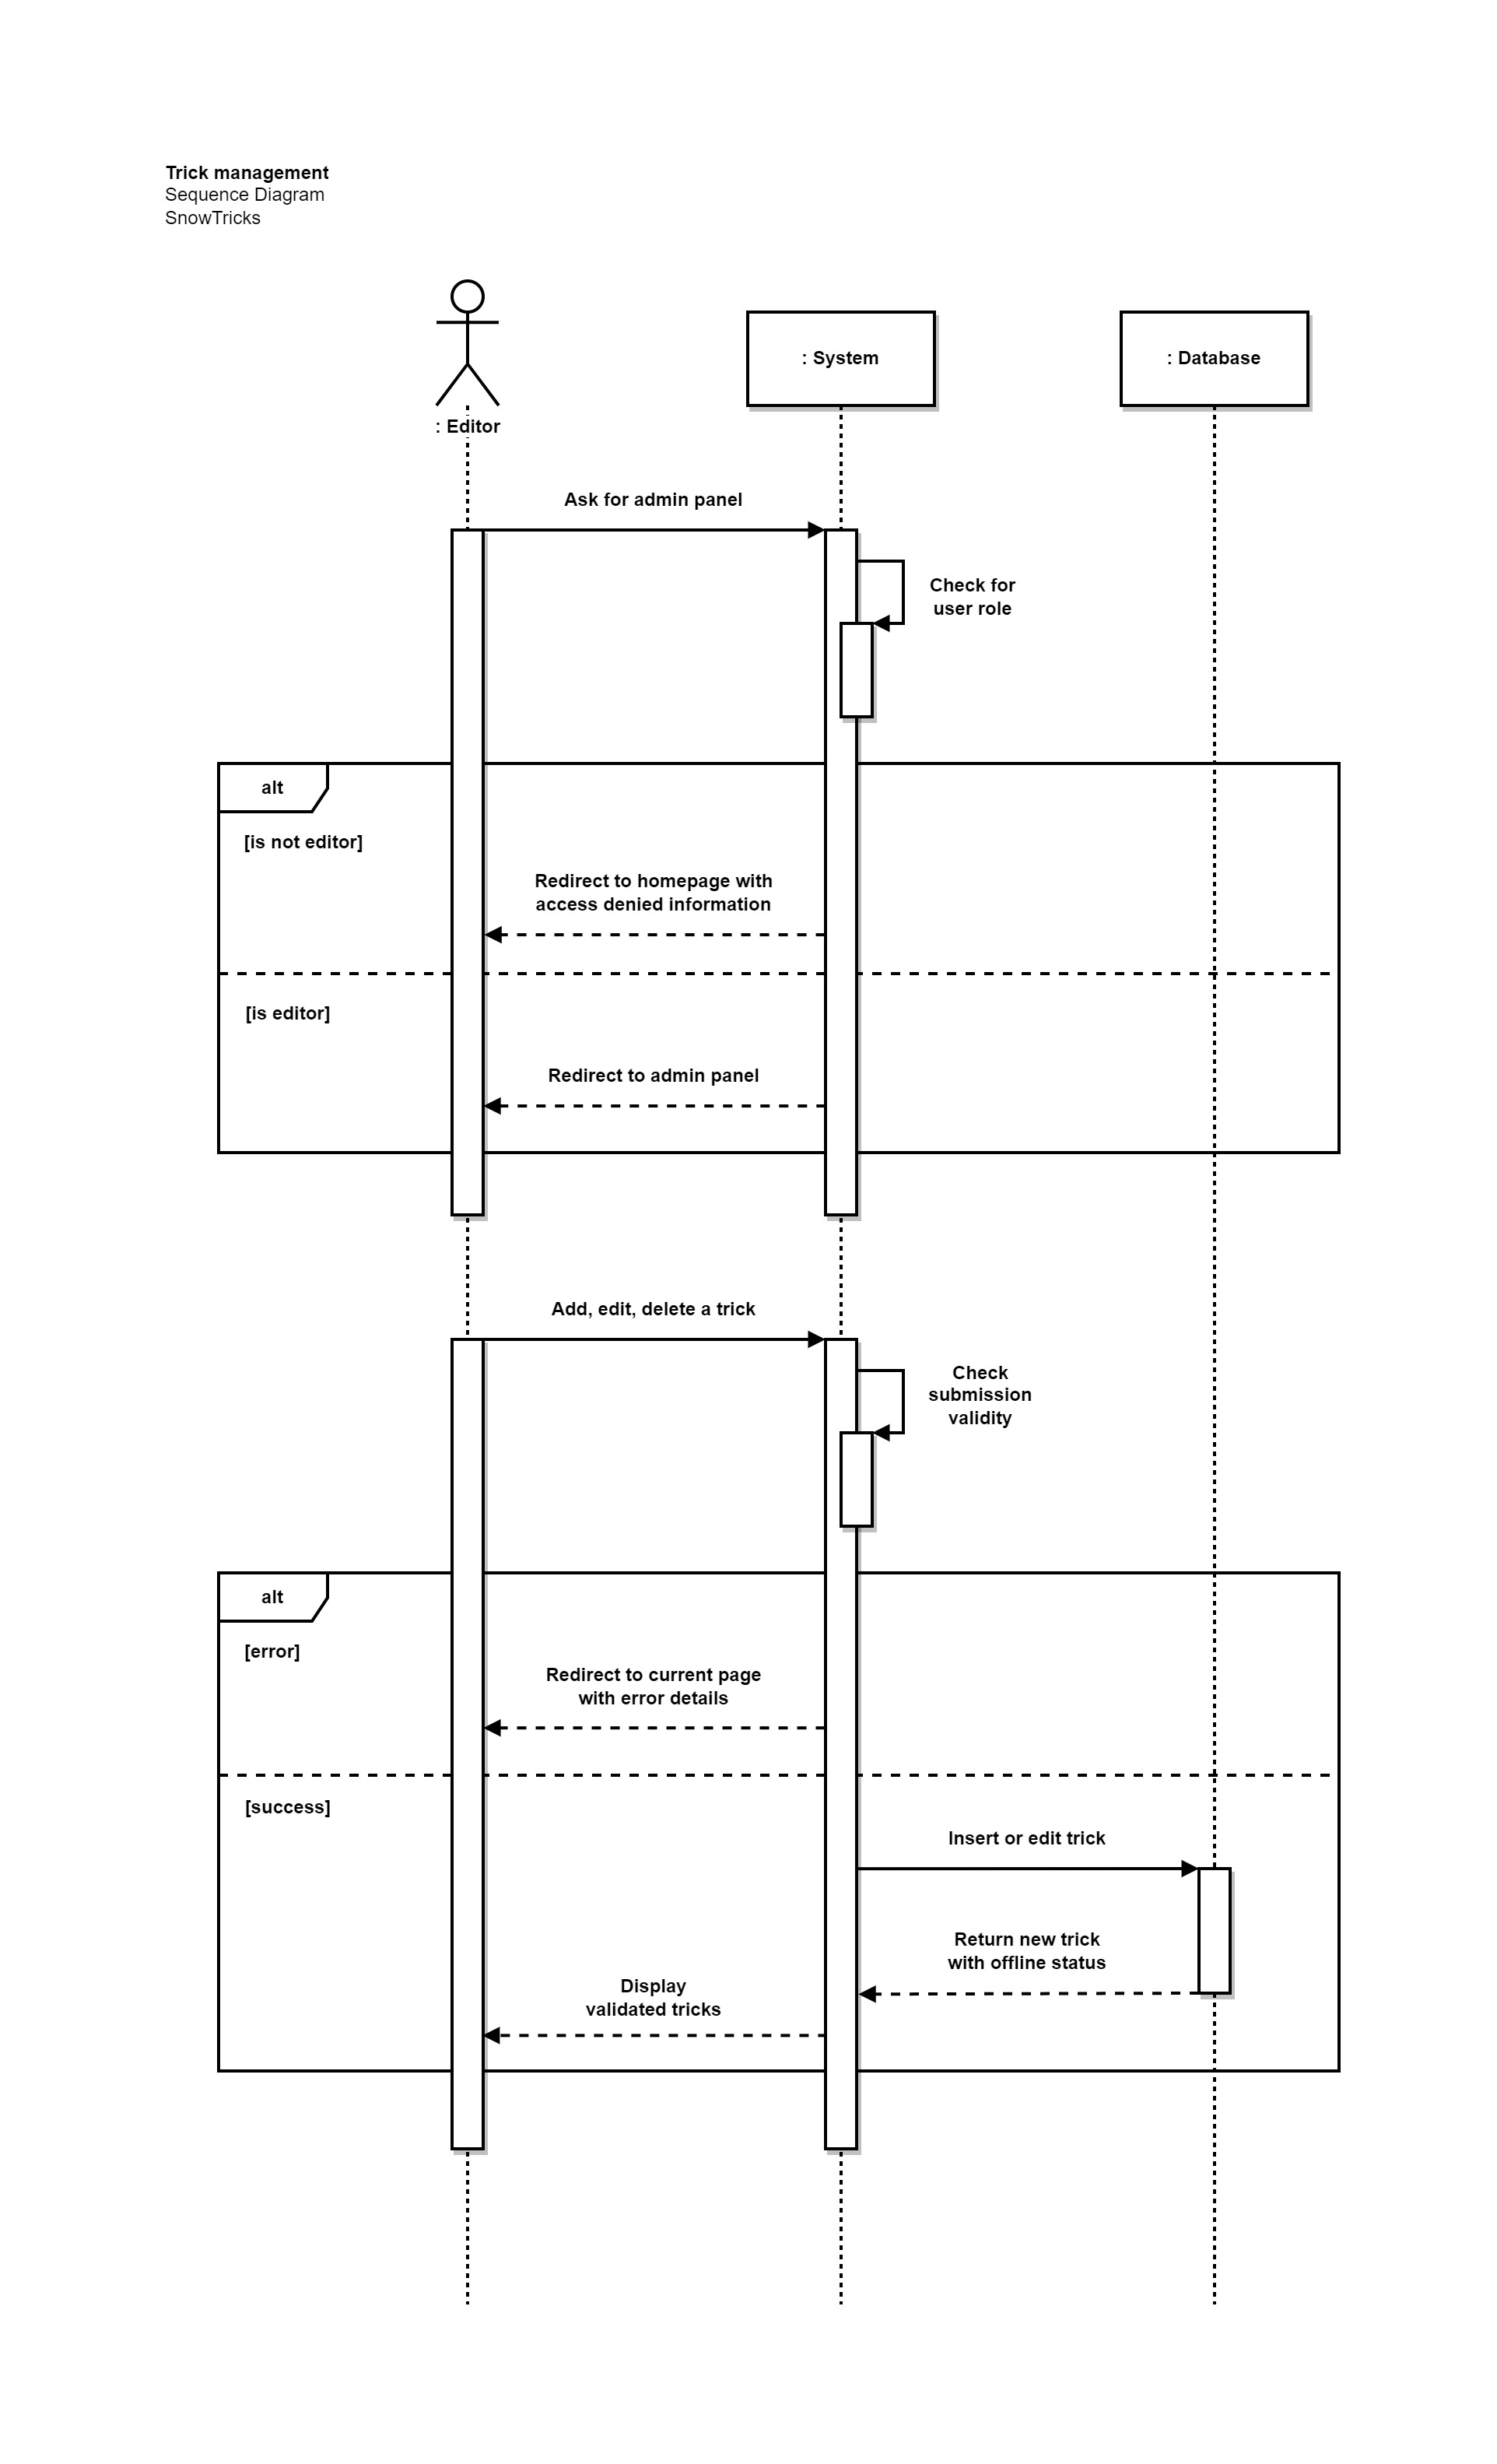 Trick management
Sequence Diagram
SnowTricks
: Editor
: System
: Database
Ask for admin panel
Check for
user role
alt
[is not editor]
Redirect to homepage with
access denied information
[is editor]
Redirect to admin panel
Add, edit, delete a trick
Check
submission
validity
alt
[error]
Redirect to current page
with error details
[success]
Insert or edit trick
Return new trick
with offline status
Display
validated tricks